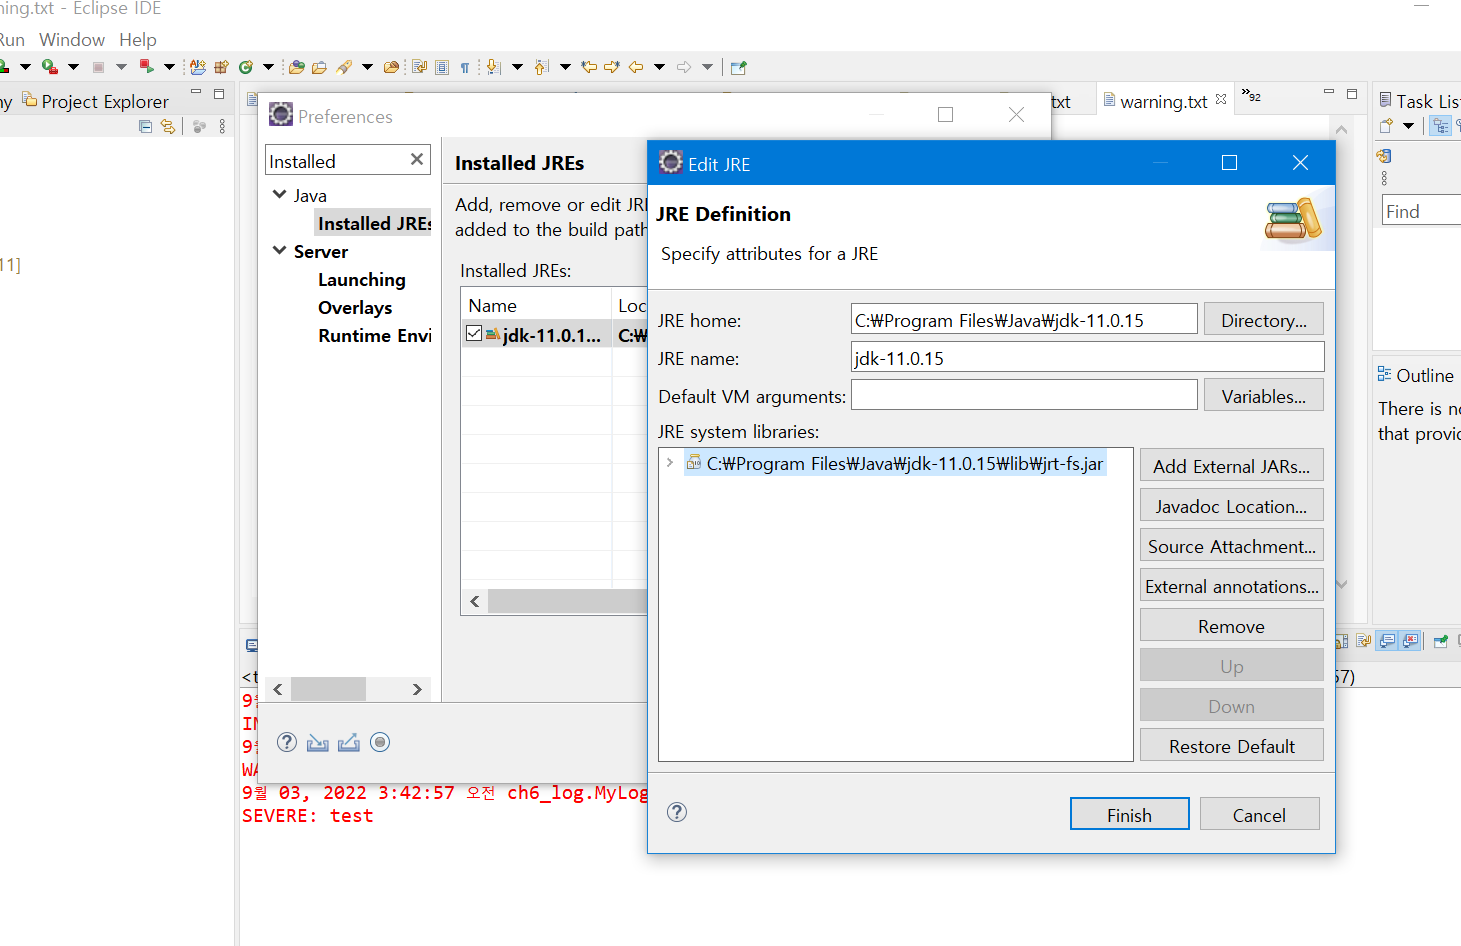 ning.txt - Eclipse IDE
Run Window Help
Project Explorer
txt
warning.txt
»92
Task Lis
Find
Outline
There is n
that provid
11]
Preferences
Installed
Java
Installed JREs
Server
Launching
Overlays
Runtime Envi
Installed JREs
Add, remove or edit JRE
added to the build path
Installed JREs:
Name Loc
jdk-11.0.1... C:₩
Edit JRE
JRE Definition
Specify attributes for a JRE
JRE home: C:₩Program Files₩Java₩jdk-11.0.15 Directory...
JRE name: jdk-11.0.15
Default VM arguments: Variables...
JRE system libraries:
C:₩Program Files₩Java₩jdk-11.0.15₩lib₩jrt-fs.jar
Add External JARs...
Javadoc Location...
Source Attachment...
External annotations...
Remove
Up
Down
Restore Default
Finish Cancel
57)
9월 03, 2022 3:42:57 오전 ch6_log.MyLog
SEVERE: test